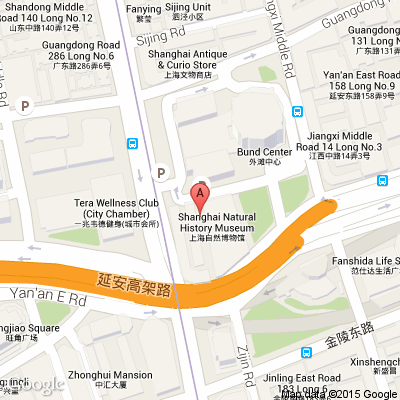 Shandong Middle
Road 140 Long No.12
山东中路140弄12号
Guangdong Road
286 Long No.6
广东路286弄6号
Fanying
繁莹
Sijing Unit
泗泾小区
Sijing Rd
Shanghai Antique
& Curio Store
上海文物商店
Jiangxi Middle Rd
Guangdong Road
131 Long No.
广东路131弄
Yan'an East Road
158 Long No.9
延安东路158弄9号
Jiangxi Middle
Road 14 Long No.3
江西中路14弄3号
Bund Center
外滩中心
P
P
A
Tera Wellness Club
(City Chamber)
一兆韦德健身(城市会所)
Shanghai Natural
History Museum
上海自然博物馆
延安高架路
Yan'an E Rd
Fanshida Life S
范仕达生活广
金陵东路
Zijin Rd
Square
旺角广场
Zhonghui Mansion
中汇大厦
Xinshengch
新盛昌
Jinling East Road
183 Long 6
Google
Map data ©2015 Google